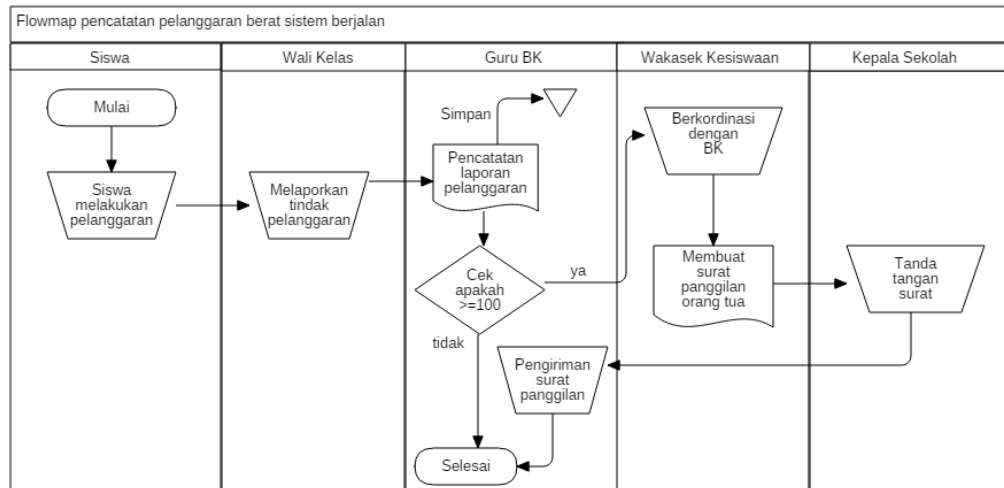 Flowmap pencatatan pelanggaran berat sistem berjalan
Siswa
Wali Kelas
Guru BK
Wakasek Kesiswaan
Kepala Sekolah
Mulai
Siswa
melakukan
pelanggaran
Melaporkan
tindak
pelanggaran
Simpan
Pencatatan
laporan
pelanggaran
Cek
apakah
>=100
ya
tidak
Berkordinasi
dengan
BK
Membuat
surat
panggilan
orang tua
Tanda
tangan
surat
Pengiriman
surat
panggilan
Selesai